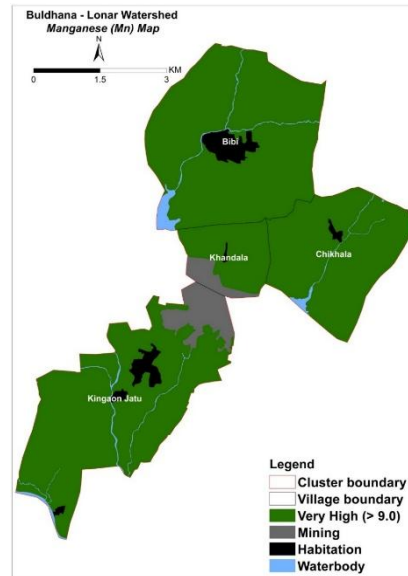 Buldhana - Lonar Watershed
Manganese (Mn) Map
N
KM
0 1.5 3
Bibi
Khandala
Chikhala
Kingaon Jatu
Legend
Cluster boundary
Village boundary
Very High (> 9.0)
Mining
Habitation
Waterbody